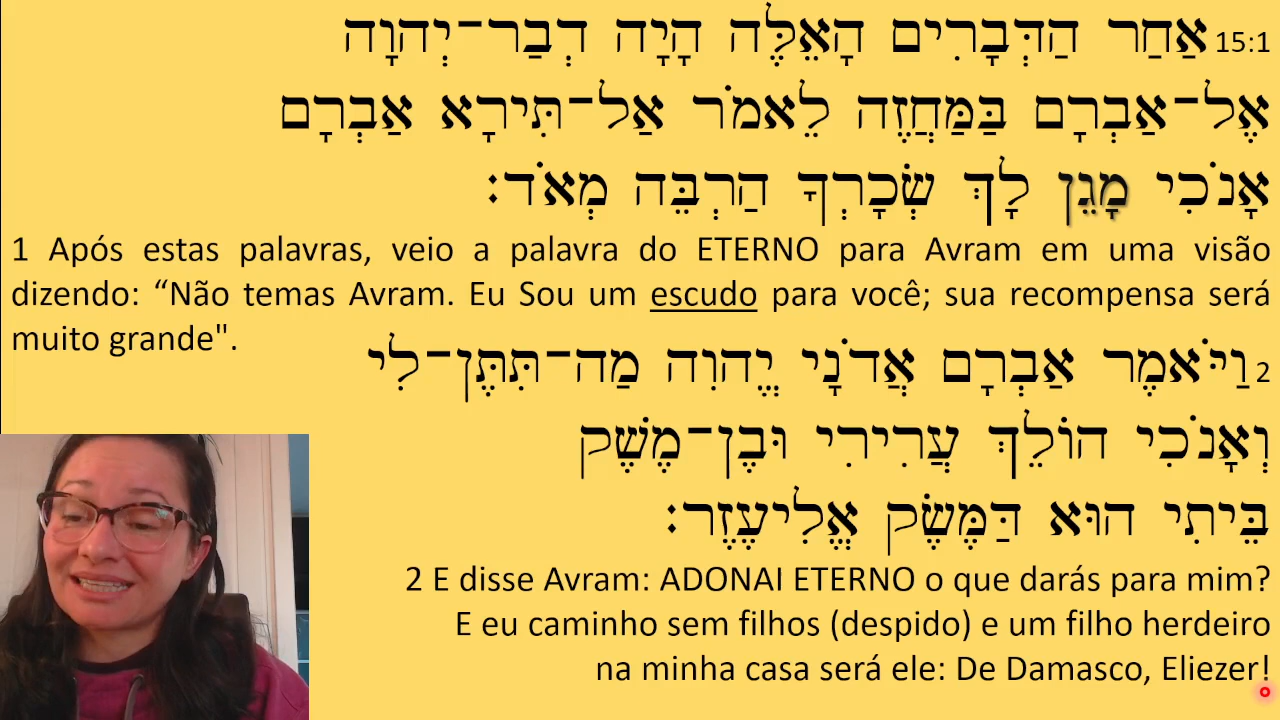 15:1 אַחַר הַדְּבָרִים הָאֵלֶּה הָיָה דְבַר־יְהוָה
אֶל־אַבְרָם בַּמַּחֲזֶה לֵאמֹר אַל־תִּירָא אַבְרָם
אָנֹכִי מָגֵן לָךְ שְׂכָרְךָ הַרְבֵּה מְאֹד׃
1 Após estas palavras, veio a palavra do ETERNO para Avram em uma visão
dizendo: “Não temas Avram. Eu Sou um escudo para você; sua recompensa será
muito grande".
2 וַיֹּאמֶר אַבְרָם אֲדֹנָי יֱהוִה מַה־תִּתֶּן־לִי
וְאָנֹכִי הוֹלֵךְ עֲרִירִי וּבֶן־מֶשֶׁק
בֵּיתִי הוּא דַּמֶּשֶׂק אֱלִיעֶזֶר׃
2 E disse Avram: ADONAI ETERNO o que darás para mim?
E eu caminho sem filhos (despido) e um filho herdeiro
na minha casa será ele: De Damasco, Eliezer!